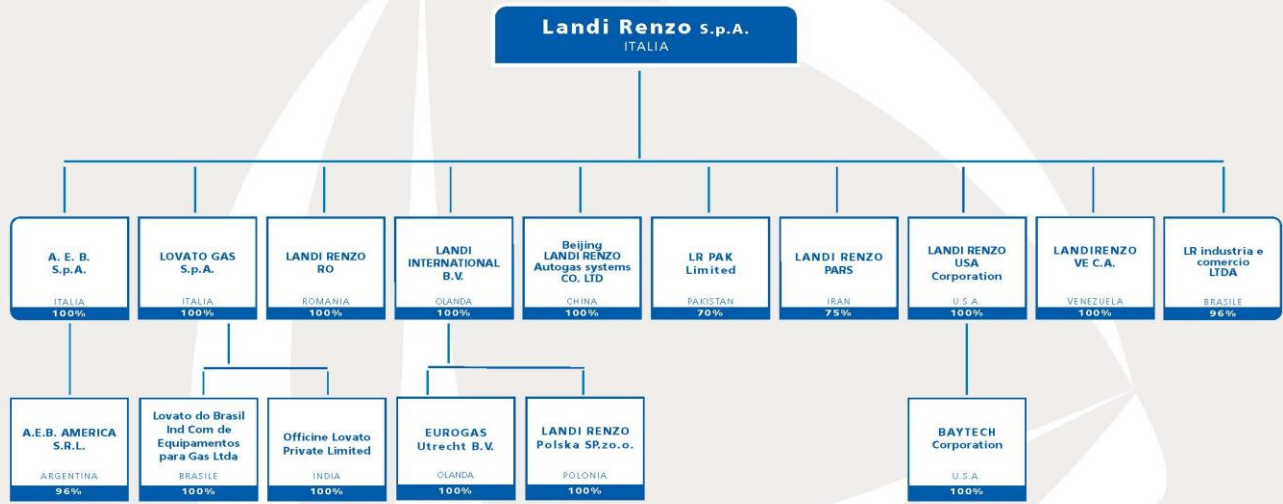 Landi Renzo S.p.A.
ITALIA
A. E. B.
S.p.A.
ITALIA
100%
LOVATO GAS
S.p.A.
ITALIA
100%
LANDI RENZO
RO
ROMANIA
100%
LANDI
INTERNATIONAL
B.V.
OLANDA
100%
Beijing
LANDI RENZO
Autogas systems
CO. LTD
CHINA
100%
LR PAK
Limited
PAKISTAN
70%
LANDI RENZO
PARS
IRAN
75%
LANDI RENZO
USA
Corporation
U.S.A.
100%
LANDIRENZO
VE C.A.
VENEZUELA
100%
LR industria e
comercio
LTDA
BRASILE
96%
A.E.B. AMERICA
S.R.L.
ARGENTINA
96%
Lovato do Brasil
Ind Com de
Equipamentos
para Gas Ltda
BRASILE
100%
Officine Lovato
Private Limited
INDIA
100%
EUROGAS
Utrecht B.V.
OLANDA
100%
LANDI RENZO
Polska SP.zo.o.
POLONIA
100%
BAYTECH
Corporation
U.S.A.
100%